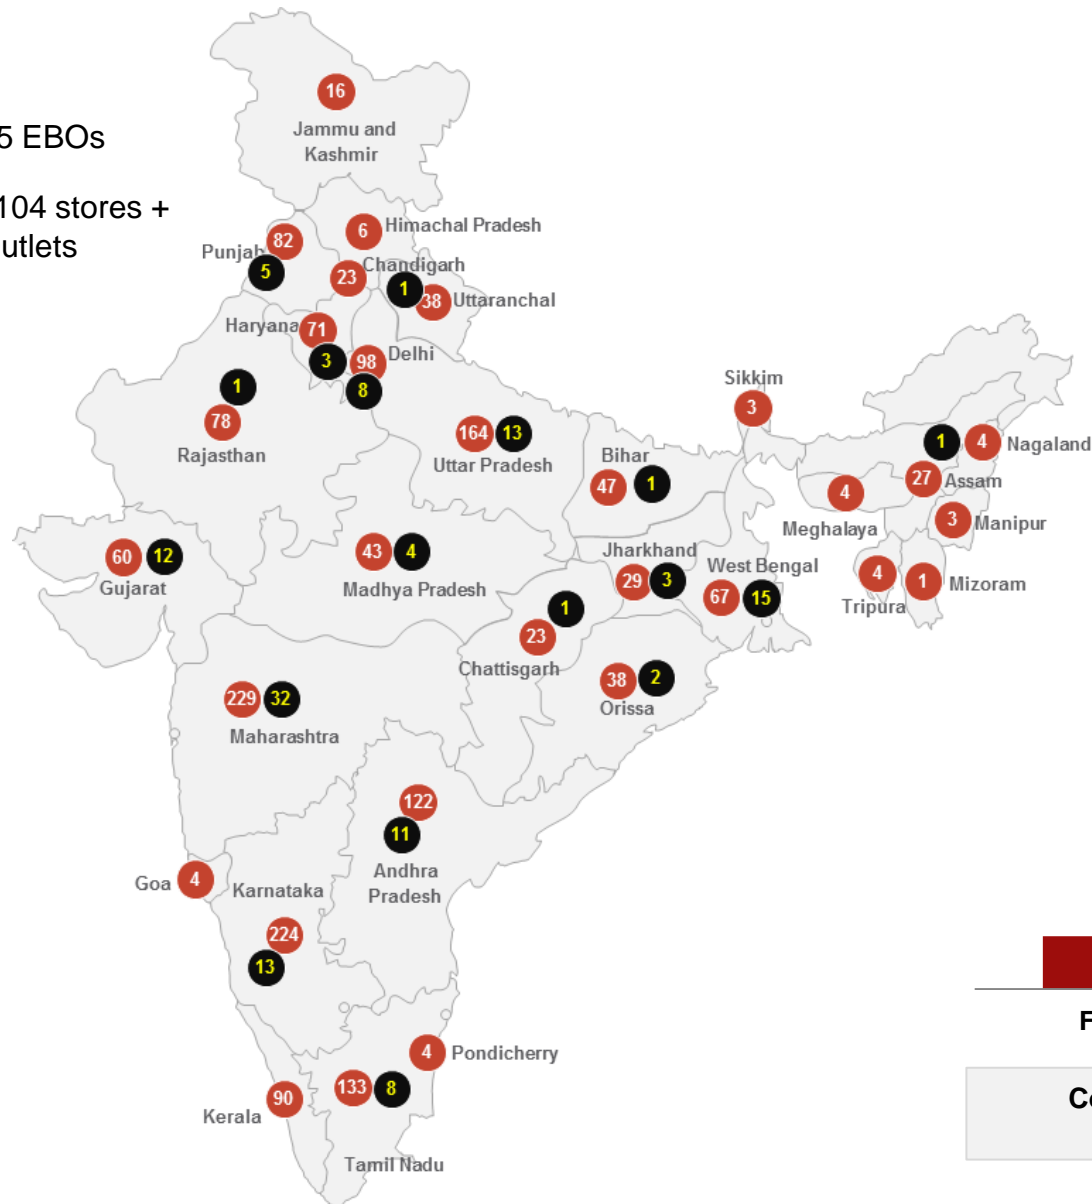 16
Jammu and
Kashmir
5 EBOs
104 stores +
utlets
6
Himachal Pradesh
Punjab
82
5
Chandigarh
23
1
38
Uttaranchal
Haryana
71
3
98
Delhi
8
1
78
Rajasthan
164
13
Uttar Pradesh
Sikkim
3
Bihar
47
1
1
4
Nagaland
27
Assam
4
Meghalaya
3
Manipur
60
12
Gujarat
43
4
Madhya Pradesh
Jharkhand
29
3
West Bengal
67
15
4
Tripura
1
Mizoram
1
23
Chattisgarh
38
2
Orissa
229
32
Maharashtra
122
11
Andhra
Pradesh
Goa
4
Karnataka
224
13
4
Pondicherry
133
8
Tamil Nadu
90
Kerala
F
Co